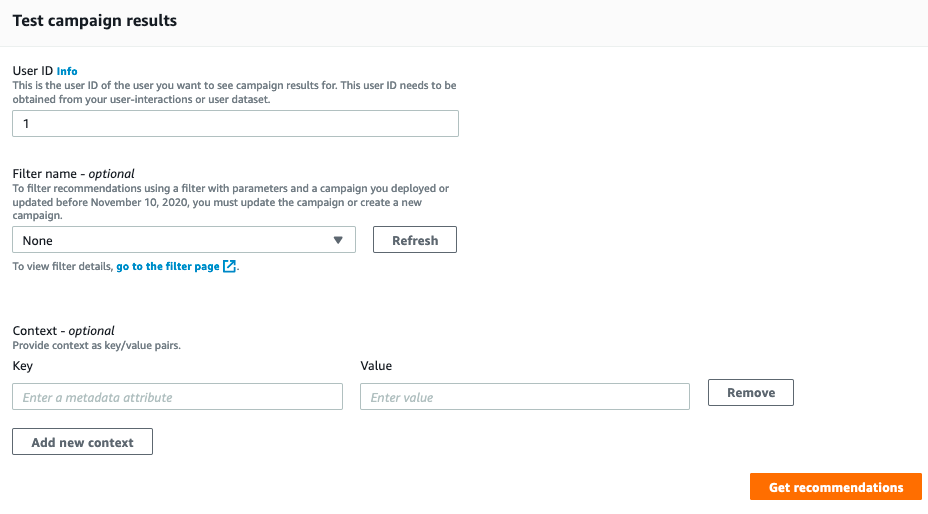 Test campaign results
User ID Info
This is the user ID of the user you want to see campaign results for. This user ID needs to be
obtained from your user-interactions or user dataset.
1
Filter name - optional
To filter recommendations using a filter with parameters and a campaign you deployed or
updated before November 10, 2020, you must update the campaign or create a new
campaign.
None
Refresh
To view filter details, go to the filter page.
Context - optional
Provide context as key/value pairs.
Key
Value
Enter a metadata attribute
Enter value
Remove
Add new context
Get recommendations